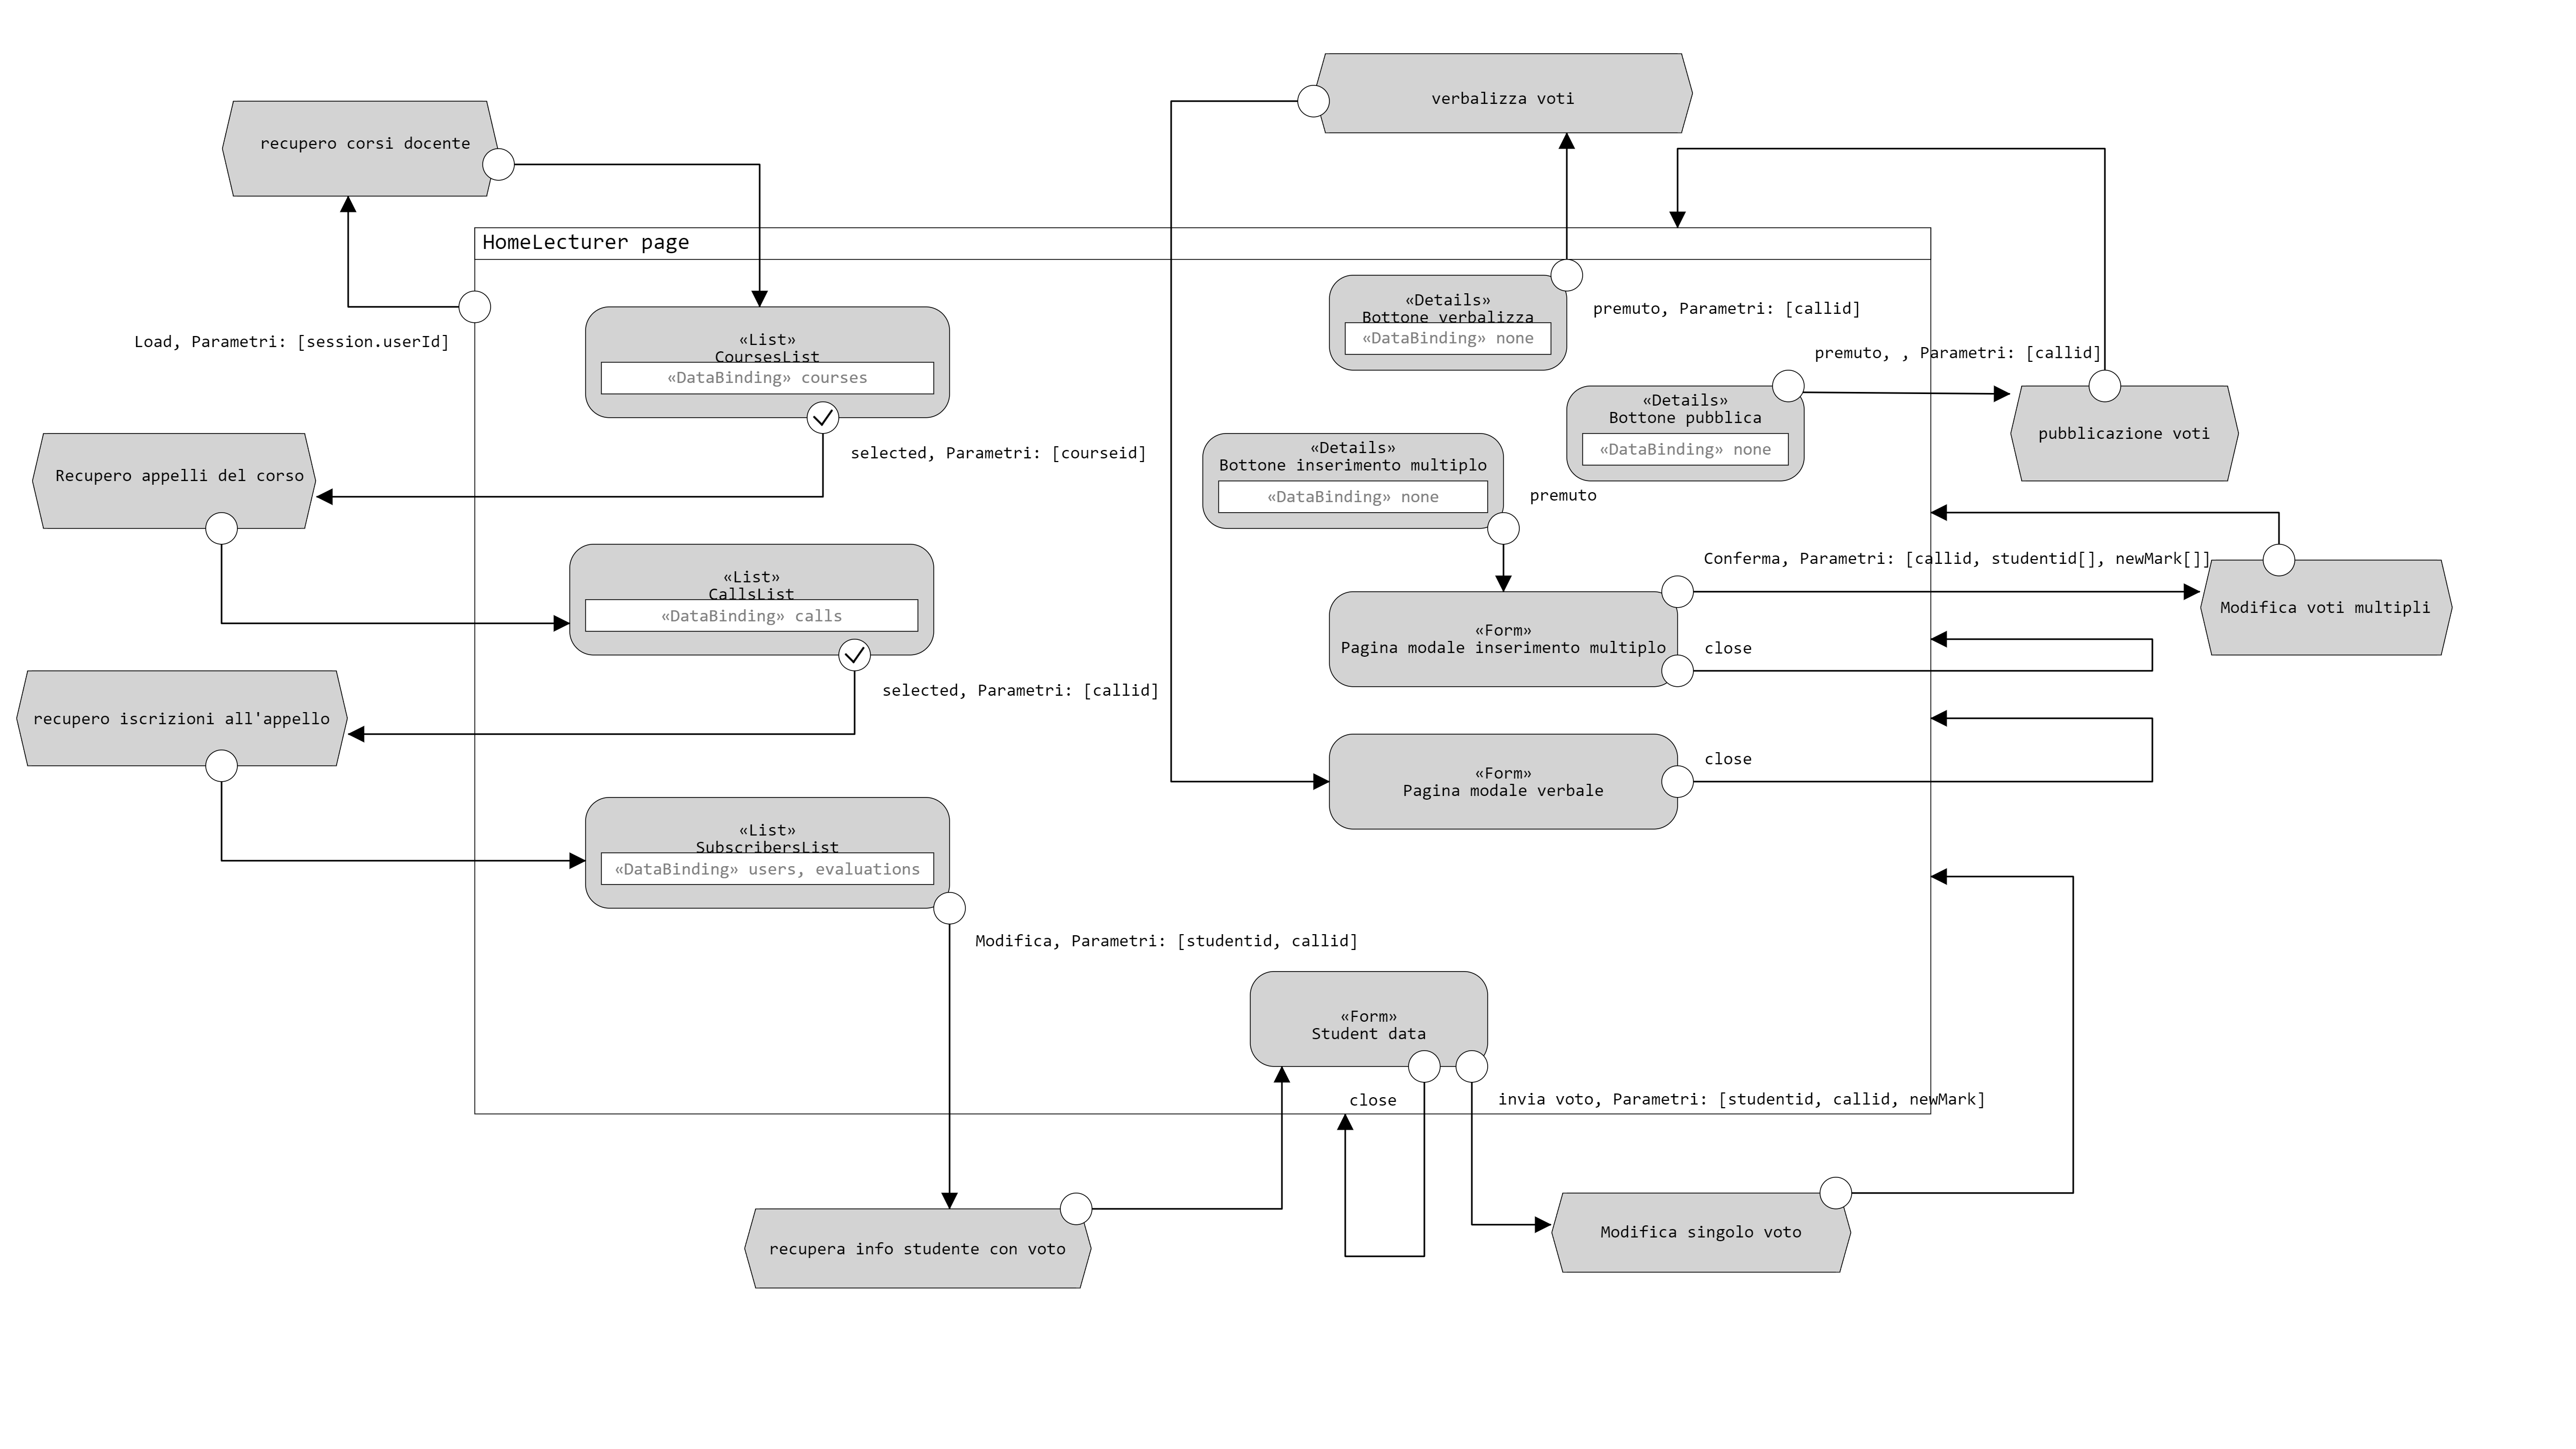 verbalizza voti
recupero corsi docente
HomeLecturer page
Load, Parametri: [session.userId]
«List»
CoursesList
«DataBinding» courses
selected, Parametri: [courseid]
«Details»
Bottone verbalizza
«DataBinding» none
premuto, Parametri: [callid]
premuto, , Parametri: [callid]
«Details»
Bottone pubblica
«DataBinding» none
pubblicazione voti
«Details»
Bottone inserimento multiplo
«DataBinding» none
premuto
Recupero appelli del corso
«List»
CallsList
«DataBinding» calls
selected, Parametri: [callid]
Conferma, Parametri: [callid, studentid[], newMark[]]
Modifica voti multipli
«Form»
Pagina modale inserimento multiplo
close
recupero iscrizioni all'appello
«Form»
Pagina modale verbale
close
«List»
SubscribersList
«DataBinding» users, evaluations
Modifica, Parametri: [studentid, callid]
«Form»
Student data
close
invia voto, Parametri: [studentid, callid, newMark]
recupera info studente con voto
Modifica singolo voto